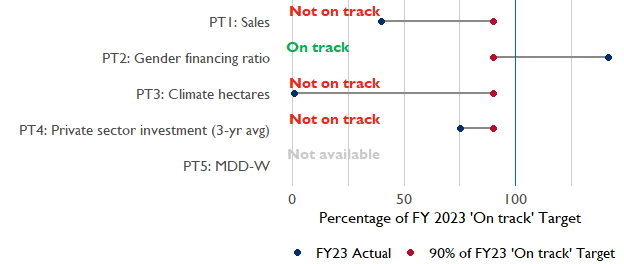 Not on track
PT1: Sales
On track
PT2: Gender financing ratio
Not on track
PT3: Climate hectares
Not on track
PT4: Private sector investment (3-yr avg)
Not available
PT5: MDD-W
0 50 100
Percentage of FY 2023 'On track' Target
FY23 Actual 90% of FY23 'On track' Target